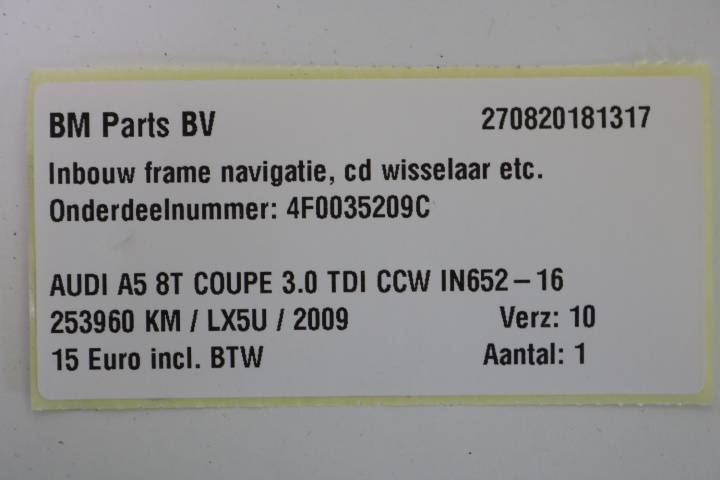 BM Parts BV 270820181317
Inbouw frame navigatie, cd wisselaar etc.
Onderdeelnummer: 4F0035209C
AUDI A5 8T COUPE 3.0 TDI CCW IN652-16
253960 KM / LX5U / 2009 Verz: 10
15 Euro incl. BTW Aantal: 1